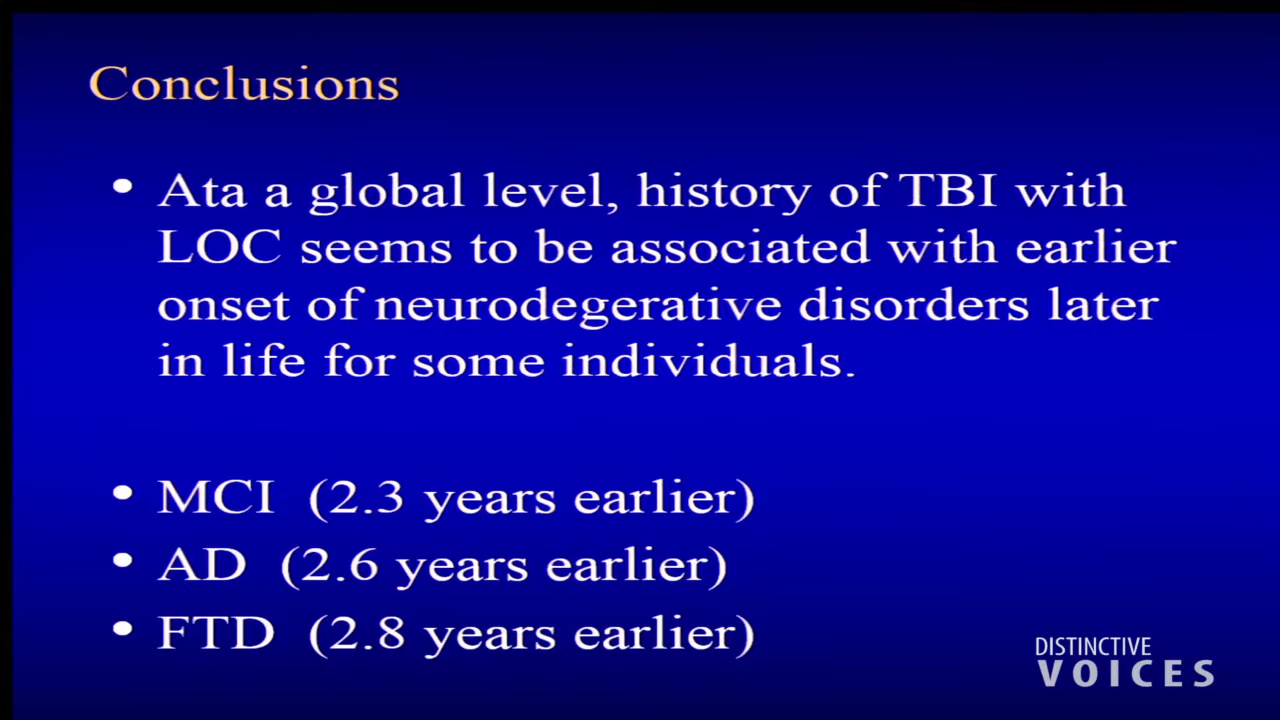 Conclusions
• Ata a global level, history of TBI with
LOC seems to be associated with earlier
onset of neurodegerative disorders later
in life for some individuals.
• MCI (2.3 years earlier)
• AD (2.6 years earlier)
• FTD (2.8 years earlier)
DISTINCTIVE
VOICES